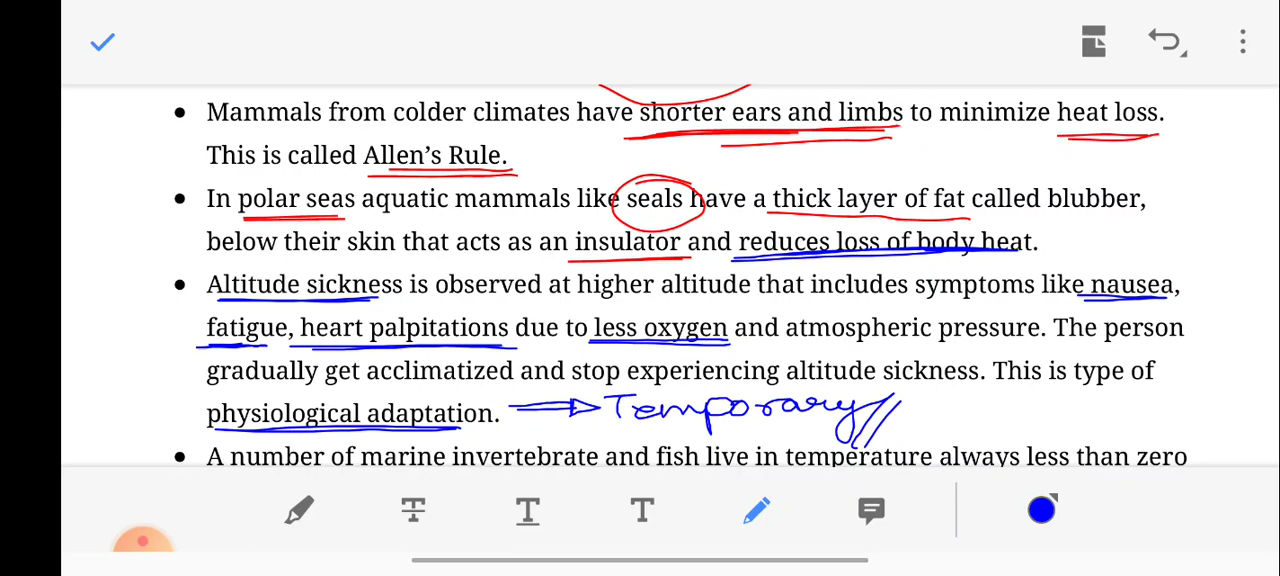 • Mammals from colder climates have shorter ears and limbs to minimize heat loss.
This is called Allen's Rule.
• In polar seas aquatic mammals like seals have a thick layer of fat called blubber,
below their skin that acts as an insulator and reduces loss of body heat.
• Altitude sickness is observed at higher altitude that includes symptoms like nausea,
fatigue, heart palpitations due to less oxygen and atmospheric pressure. The person
gradually get acclimatized and stop experiencing altitude sickness. This is type of
physiological adaptation. ⇒ Temporary //
• A number of marine invertebrate and fish live in temperature always less than zero
T T T